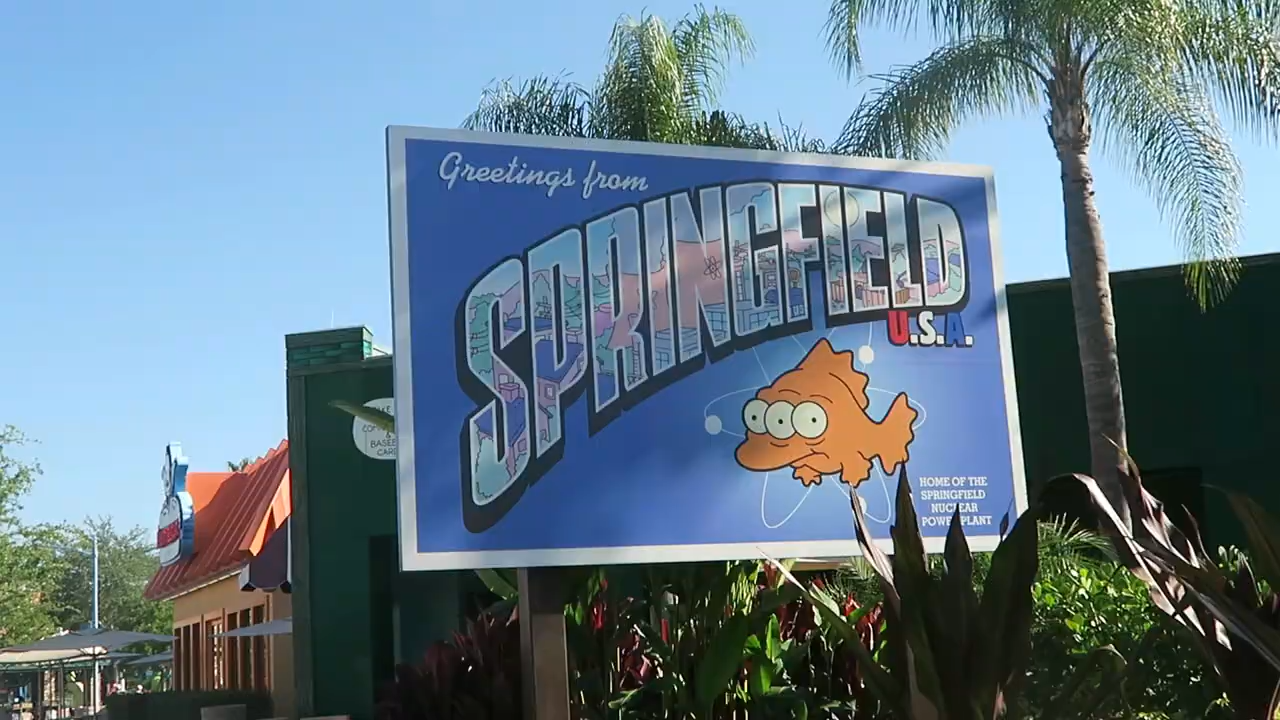 Greetings from
SPRINGFIELD
U.S.A.
HOME OF THE
SPRINGFIELD
NUCLEAR
POWER PLANT
&